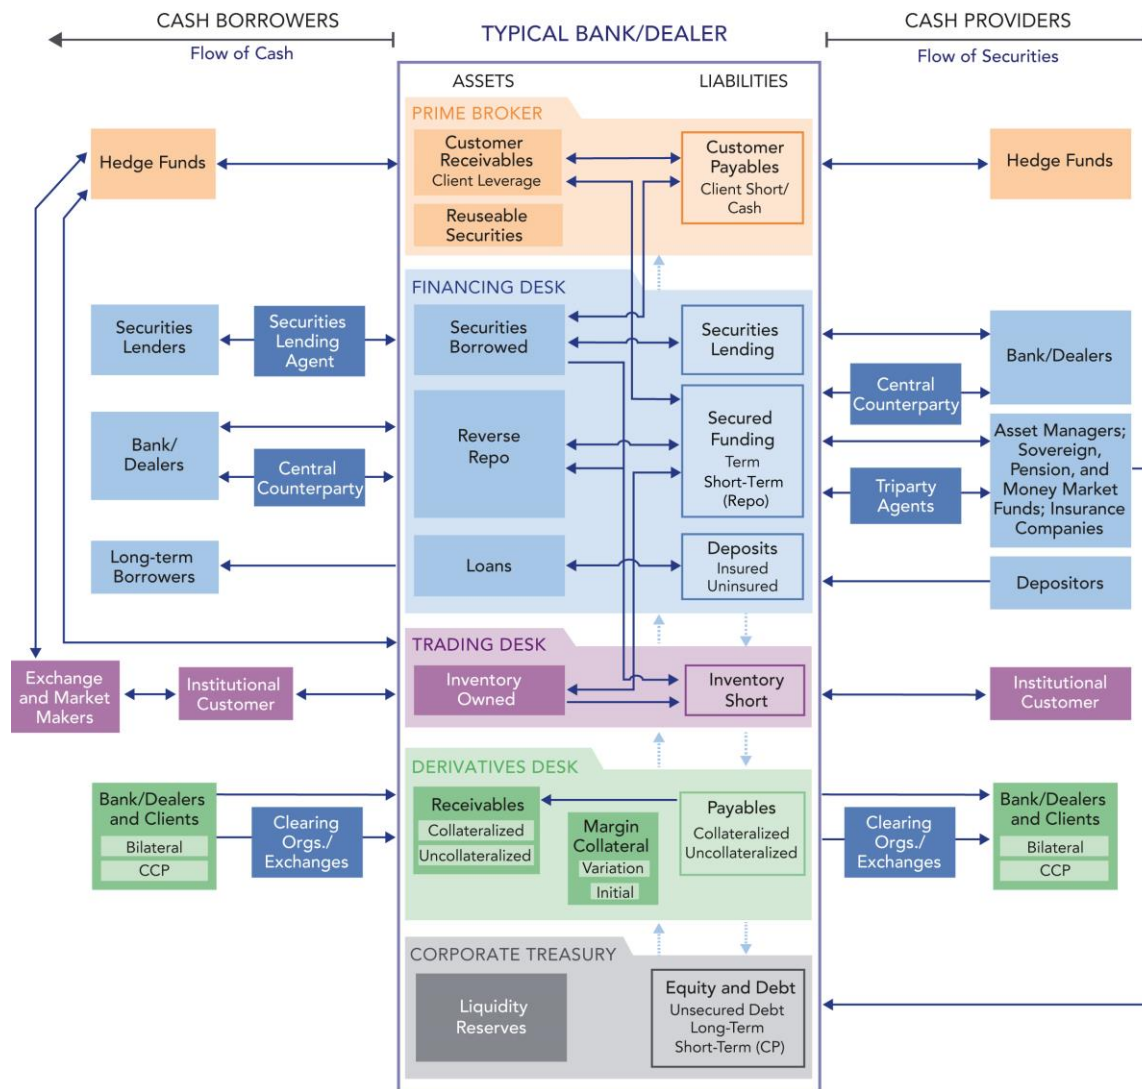 CASH BORROWERS
Flow of Cash
TYPICAL BANK/DEALER
CASH PROVIDERS
Flow of Securities
ASSETS
LIABILITIES
PRIME BROKER
Hedge Funds
Customer
Receivables
Client Leverage
Reuseable
Securities
Customer
Payables
Client Short/
Cash
Hedge Funds
FINANCING DESK
Securities
Lenders
Securities
Lending
Agent
Securities
Borrowed
Securities
Lending
Bank/Dealers
Central
Counterparty
Bank/
Dealers
Central
Counterparty
Reverse
Repo
Secured
Funding
Term
Short-Term
(Repo)
Asset Managers;
Sovereign,
Pension, and
Money Market
Funds; Insurance
Companies
Triparty
Agents
Long-term
Borrowers
Loans
Deposits
Insured
Uninsured
Depositors
TRADING DESK
Exchange
and Market
Makers
Institutional
Customer
Inventory
Owned
Inventory
Short
Institutional
Customer
DERIVATIVES DESK
Bank/Dealers
and Clients
Bilateral
CCP
Clearing
Orgs./
Exchanges
Receivables
Collateralized
Uncollateralized
Margin
Collateral
Variation
Initial
Payables
Collateralized
Uncollateralized
Clearing
Orgs./
Exchanges
Bank/Dealers
and Clients
Bilateral
CCP
CORPORATE TREASURY
Liquidity
Reserves
Equity and Debt
Unsecured Debt
Long-Term
Short-Term (CP)